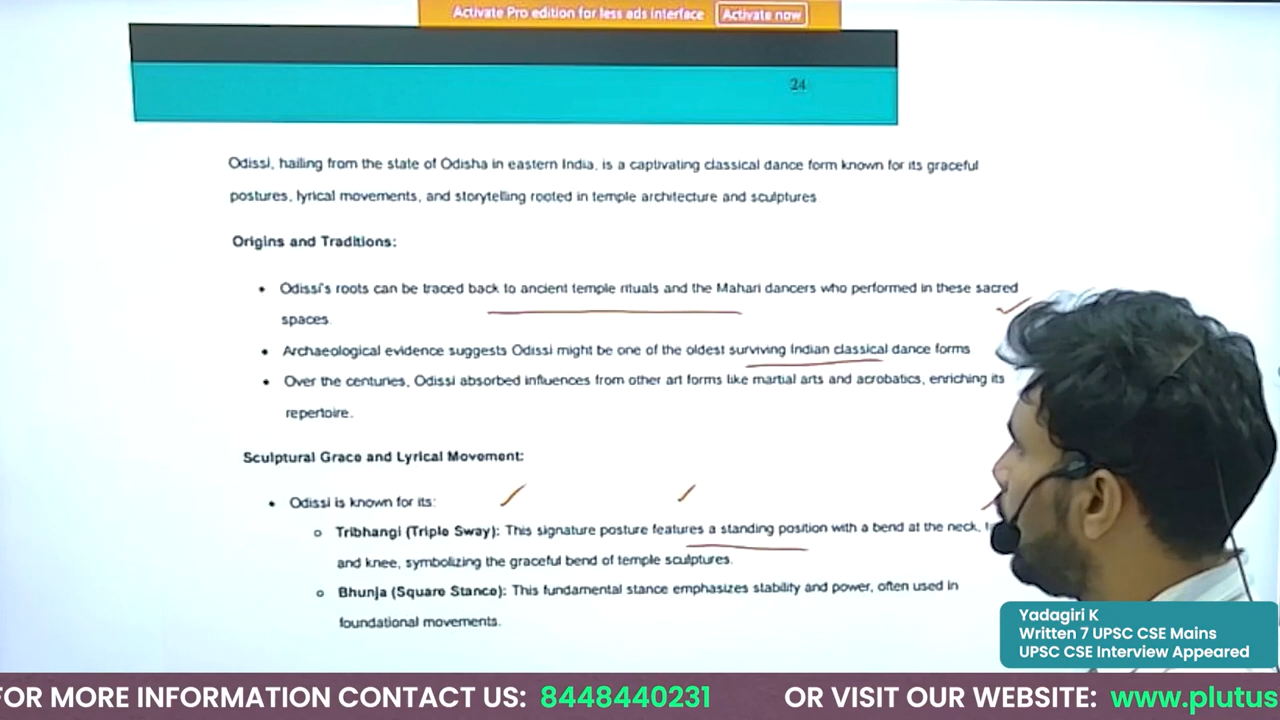 Activate Pro edition for less ads interface Activate now
24
Odissi, hailing from the state of Odisha in eastern India, is a captivating classical dance form known for its graceful
postures, lyrical movements, and storytelling rooted in temple architecture and sculptures
Origins and Traditions:
• Odissi's roots can be traced back to ancient temple rituals and the Mahari dancers who performed in these sacred
spaces.
• Archaeological evidence suggests Odissi might be one of the oldest surviving Indian classical dance forms
• Over the centuries, Odissi absorbed influences from other art forms like martial arts and acrobatics, enriching its
repertoire.
Sculptural Grace and Lyrical Movement:
• Odissi is known for its:
o Tribhangi (Triple Sway): This signature posture features a standing position with a bend at the neck,
and knee, symbolizing the graceful bend of temple sculptures.
o Bhunja (Square Stance): This fundamental stance emphasizes stability and power, often used in
foundational movements.
Yadagiri K
Written 7 UPSC CSE Mains
UPSC CSE Interview Appeared
FOR MORE INFORMATION CONTACT US: 8448440231 OR VISIT OUR WEBSITE: www.plutus